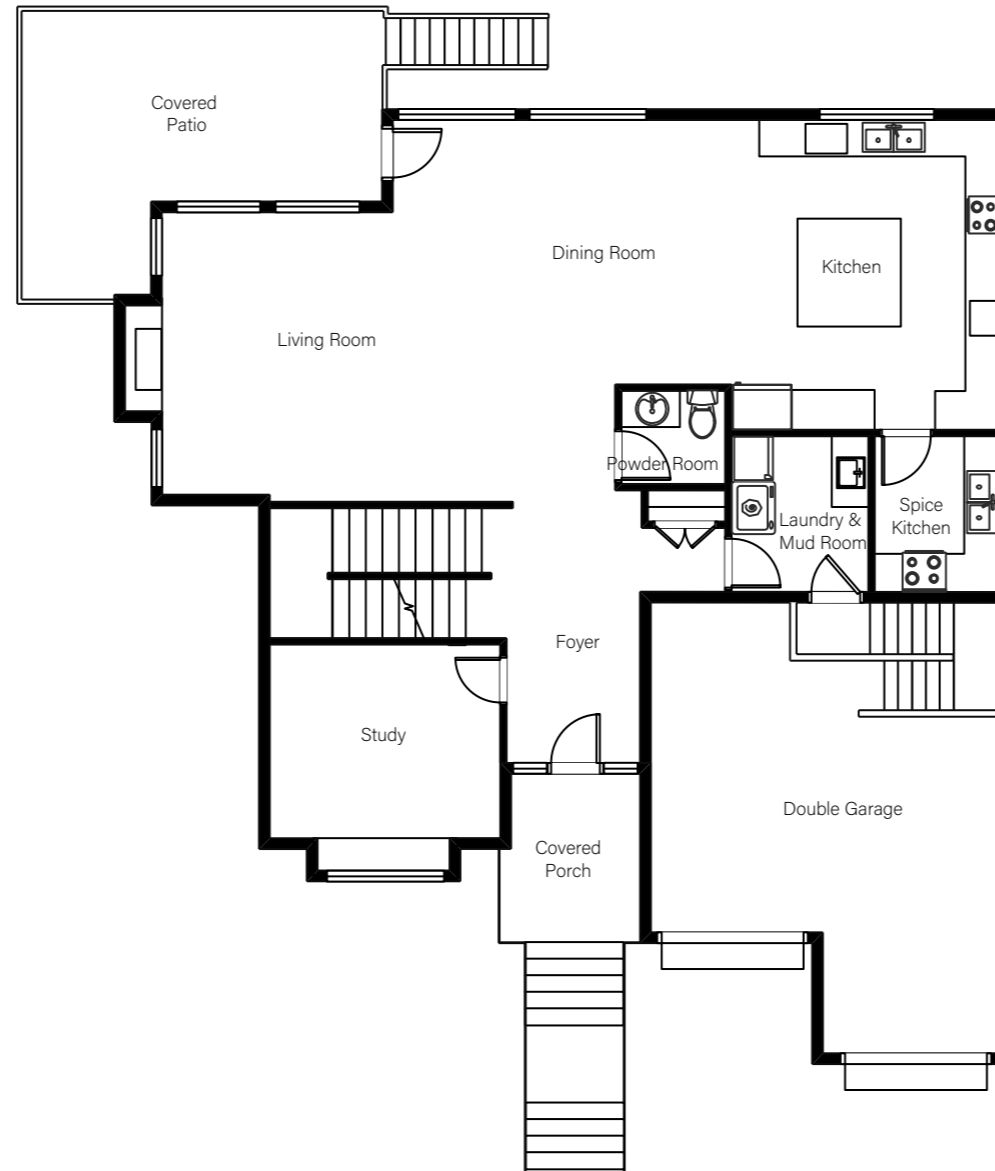 Covered
Patio
Dining Room
Kitchen
Living Room
Powder Room
Laundry &
Mud Room
Spice
Kitchen
Foyer
Study
Double Garage
Covered
Porch